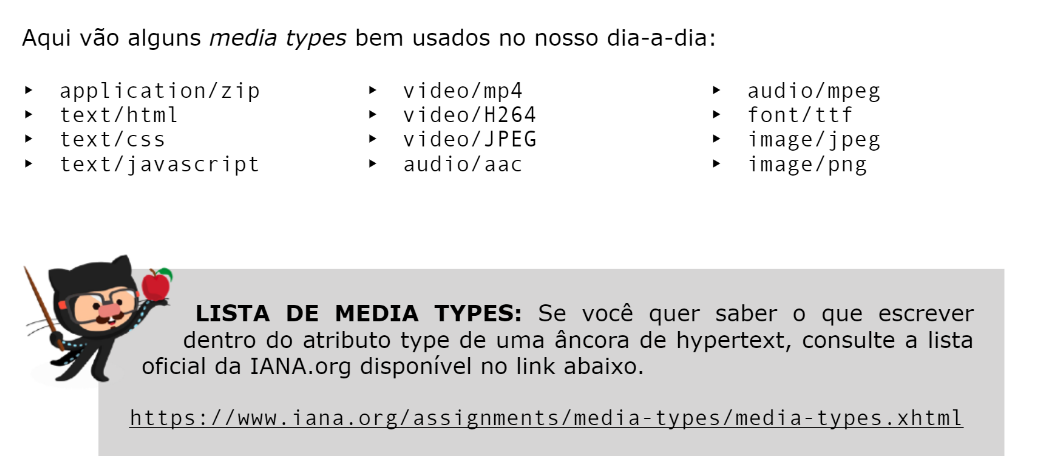 Aqui vão alguns media types bem usados no nosso dia-a-dia:
‣ application/zip
‣ text/html
‣ text/css
‣ text/javascript
‣ video/mp4
‣ video/H264
‣ video/JPEG
‣ audio/aac
‣ audio/mpeg
‣ font/ttf
‣ image/jpeg
‣ image/png
LISTA DE MEDIA TYPES: Se você quer saber o que escrever
dentro do atributo type de uma âncora de hypertext, consulte a lista
oficial da IANA.org disponível no link abaixo.
https://www.iana.org/assignments/media-types/media-types.xhtml